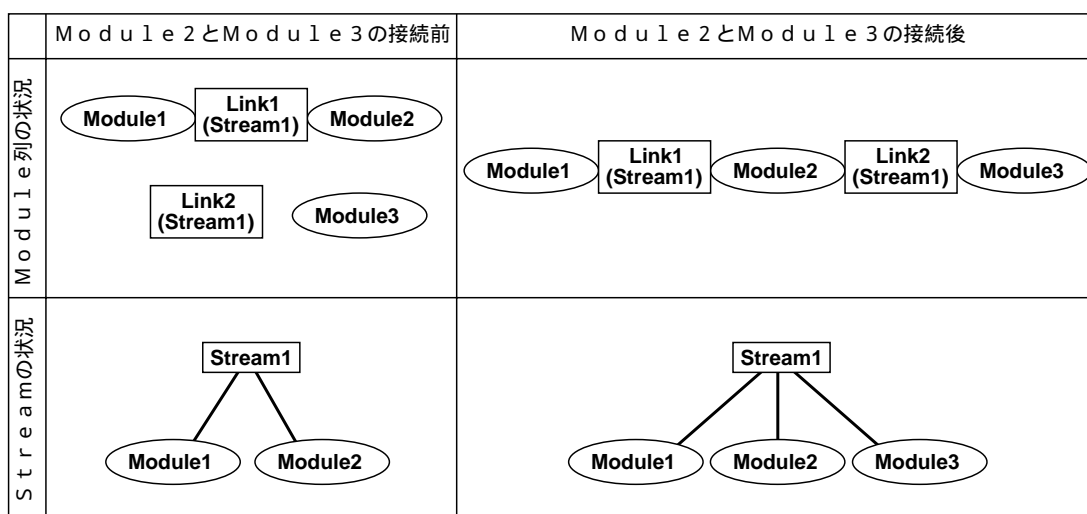 Ｍｏｄｕｌｅ２とＭｏｄｕｌｅ３の接続前
Ｍｏｄｕｌｅ２とＭｏｄｕｌｅ３の接続後
Ｍｏｄｕｌｅ列の状況
Module1
Link1
(Stream1)
Module2
Link2
(Stream1)
Module3
Module1
Link1
(Stream1)
Module2
Link2
(Stream1)
Module3
Ｓｔｒｅａｍの状況
Stream1
Module1
Module2
Stream1
Module1
Module2
Module3